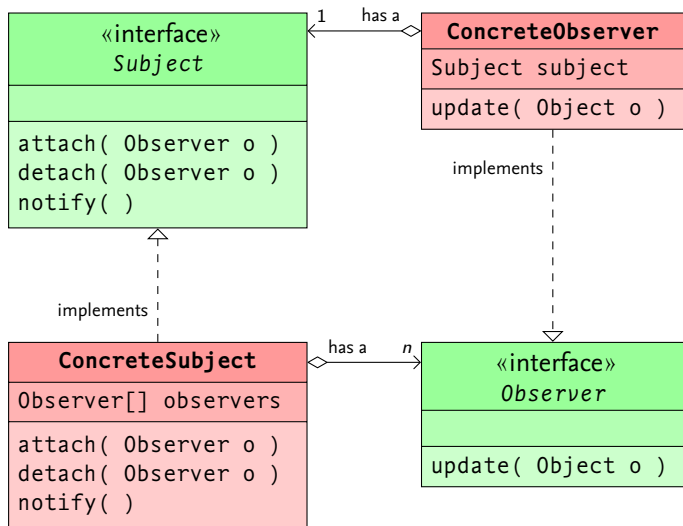 «interface»
Subject
attach( Observer o )
detach( Observer o )
notify( )
1 has a
ConcreteObserver
Subject subject
update( Object o )
implements
implements
ConcreteSubject
Observer[] observers
attach( Observer o )
detach( Observer o )
notify( )
has a n
«interface»
Observer
update( Object o )